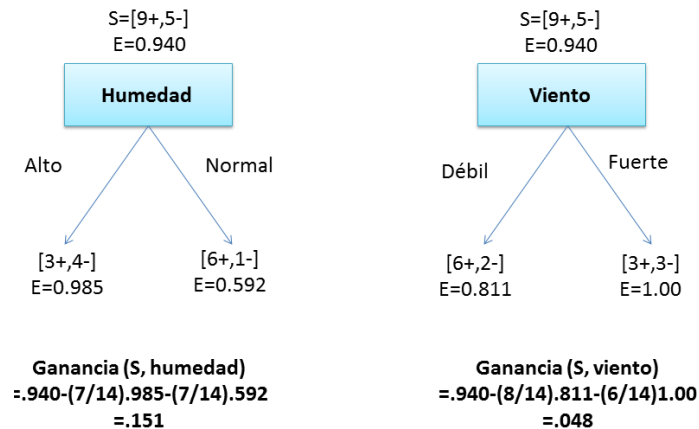 S=[9+,5-]
E=0.940
Humedad
Alto
Normal
[3+,4-]
E=0.985
[6+,1-]
E=0.592
Ganancia (S, humedad)
=.940-(7/14).985-(7/14).592
=.151
S=[9+,5-]
E=0.940
Viento
Débil
Fuerte
[6+,2-]
E=0.811
[3+,3-]
E=1.00
Ganancia (S, viento)
=.940-(8/14).811-(6/14)1.00
=.048